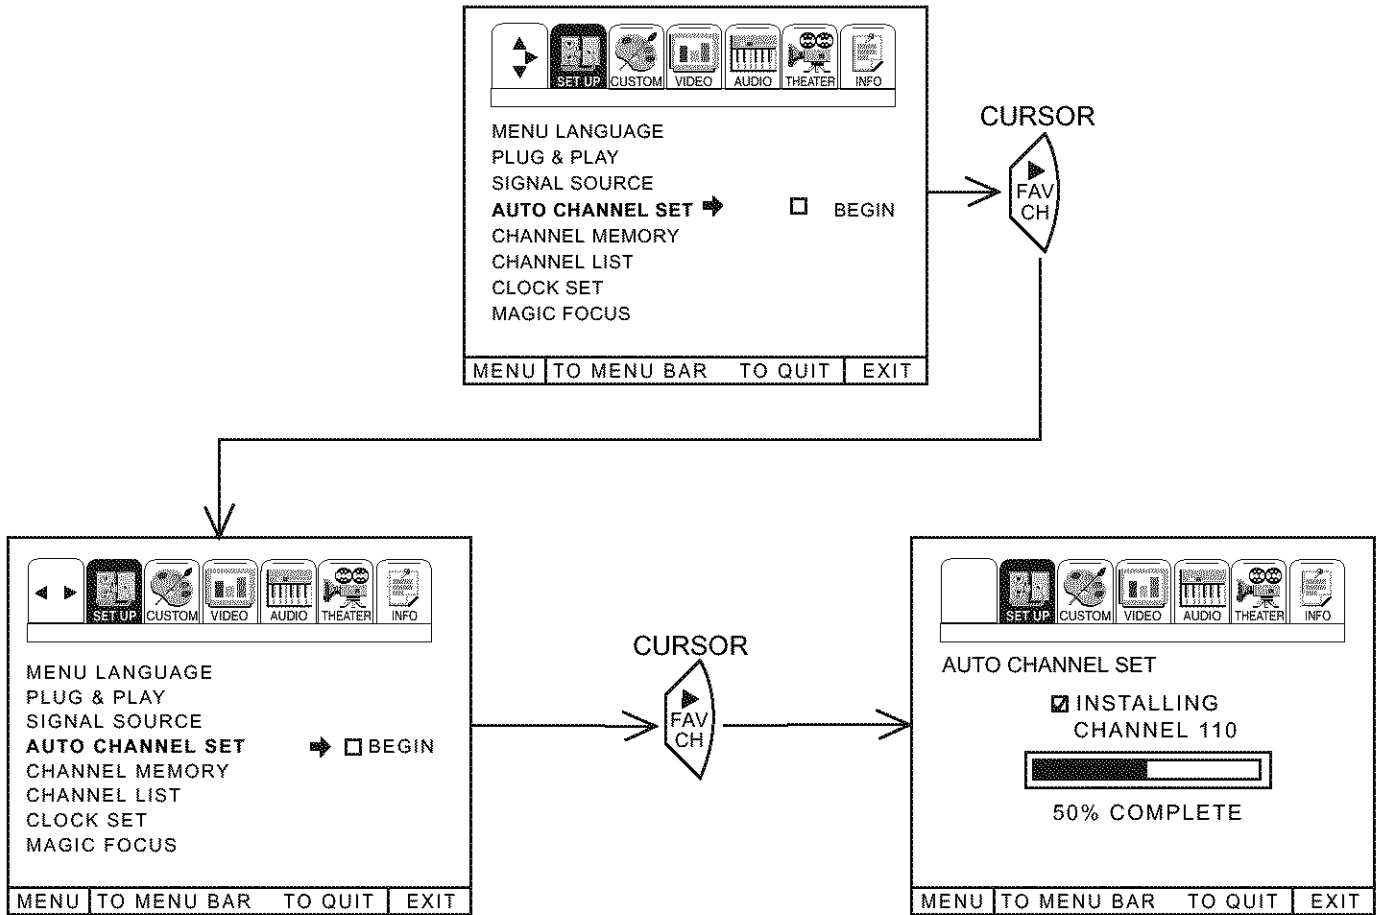 SET UP CUSTOM VIDEO AUDIO THEATER INFO
MENU LANGUAGE
PLUG & PLAY
SIGNAL SOURCE
AUTO CHANNEL SET BEGIN
CHANNEL MEMORY
CHANNEL LIST
CLOCK SET
MAGIC FOCUS
MENU TO MENU BAR TO QUIT EXIT
CURSOR
FAV
CH
SET UP CUSTOM VIDEO AUDIO THEATER INFO
MENU LANGUAGE
PLUG & PLAY
SIGNAL SOURCE
AUTO CHANNEL SET BEGIN
CHANNEL MEMORY
CHANNEL LIST
CLOCK SET
MAGIC FOCUS
MENU TO MENU BAR TO QUIT EXIT
CURSOR
FAV
CH
SET UP CUSTOM VIDEO AUDIO THEATER INFO
AUTO CHANNEL SET
INSTALLING
CHANNEL 110
50% COMPLETE
MENU TO MENU BAR TO QUIT EXIT